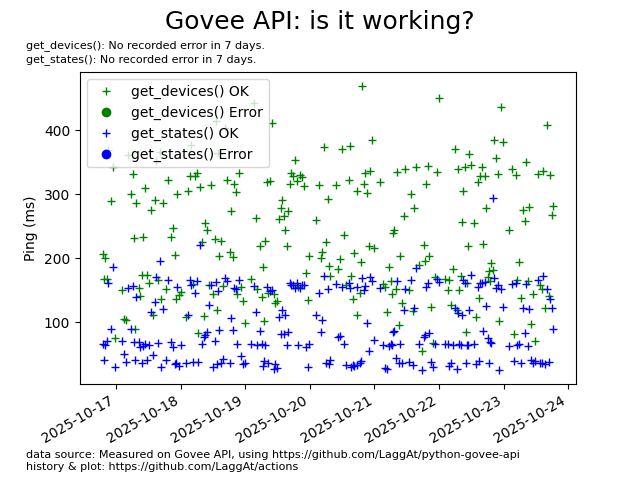 Govee API: is it working?
get_devices(): No recorded error in 7 days.
get_states(): No recorded error in 7 days.
get_devices() OK
get_devices() Error
get_states() OK
get_states() Error
Ping (ms)
400
300
200
100
2025-10-17
2025-10-18
2025-10-19
2025-10-20
2025-10-21
2025-10-22
2025-10-23
2025-10-24
data source: Measured on Govee API, using https://github.com/LaggAt/python-govee-api
history & plot: https://github.com/LaggAt/actions